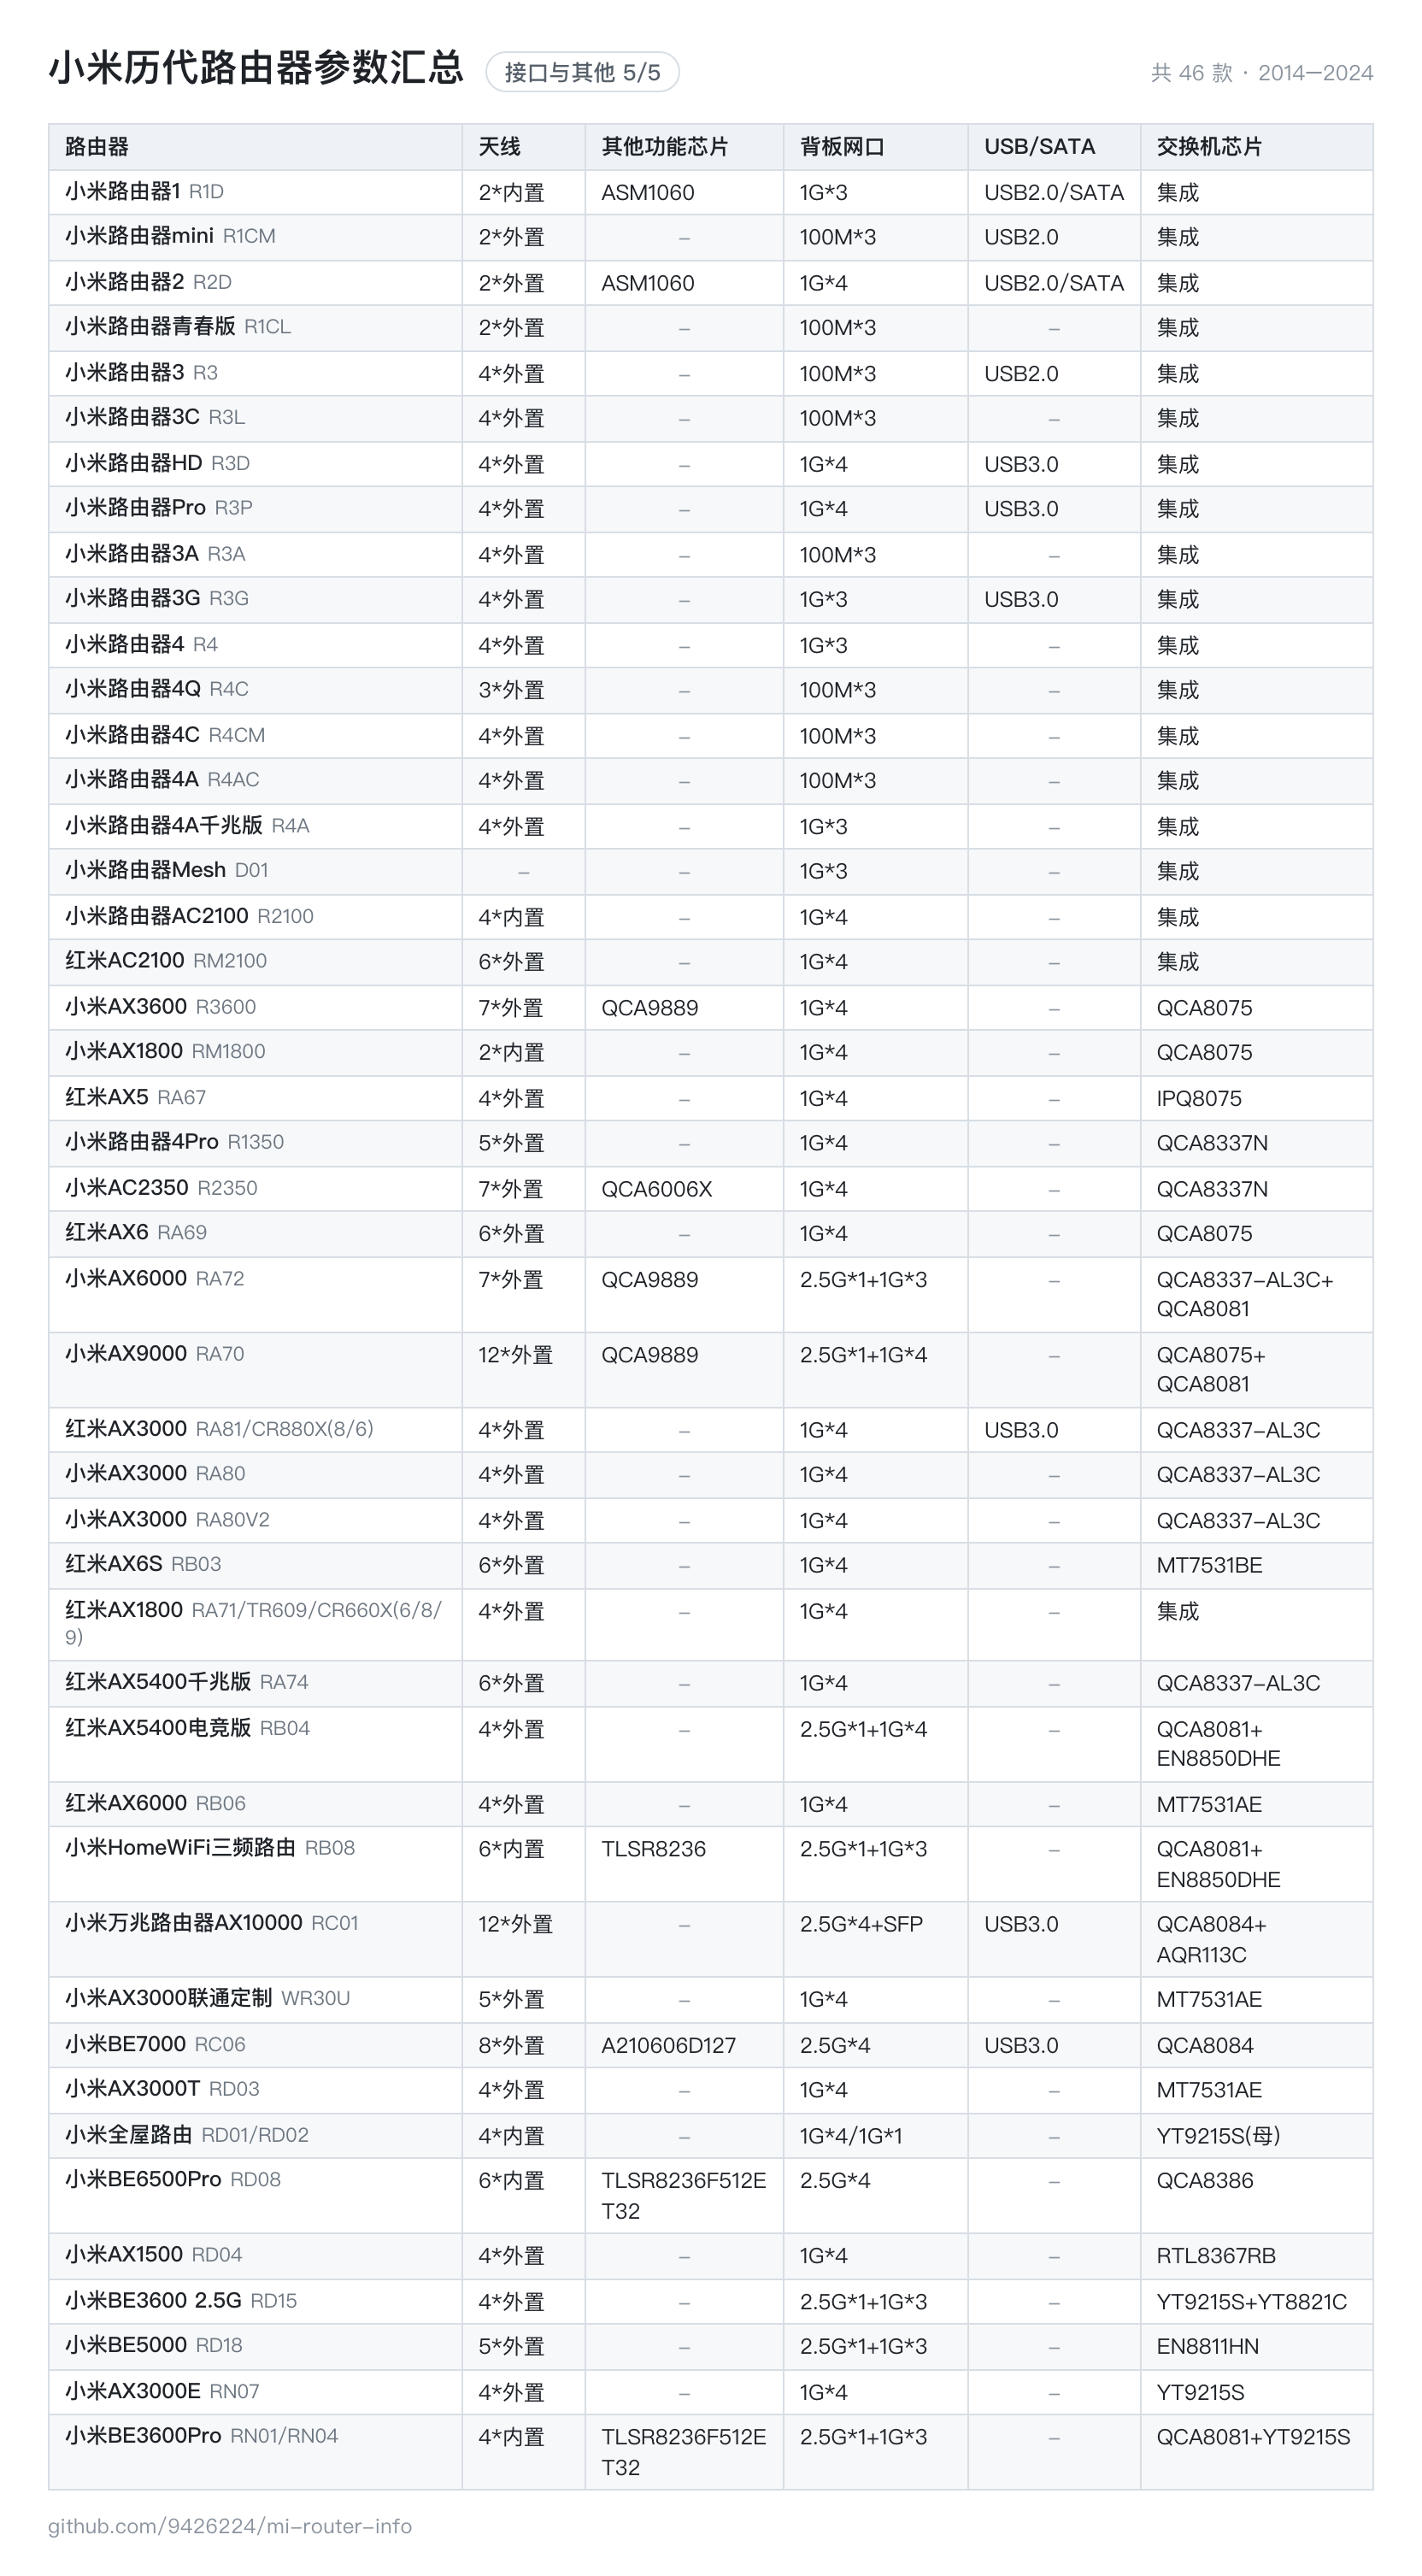 小米历代路由器参数汇总 接口与其他 5/5 共 46 款 · 2014—2024
路由器 天线 其他功能芯片 背板网口 USB/SATA 交换机芯片
小米路由器1 R1D 2*内置 ASM1060 1G*3 USB2.0/SATA 集成
小米路由器mini R1CM 2*外置 – 100M*3 USB2.0 集成
小米路由器2 R2D 2*外置 ASM1060 1G*4 USB2.0/SATA 集成
小米路由器青春版 R1CL 2*外置 – 100M*3 – 集成
小米路由器3 R3 4*外置 – 100M*3 USB2.0 集成
小米路由器3C R3L 4*外置 – 100M*3 – 集成
小米路由器HD R3D 4*外置 – 1G*4 USB3.0 集成
小米路由器Pro R3P 4*外置 – 1G*4 USB3.0 集成
小米路由器3A R3A 4*外置 – 100M*3 – 集成
小米路由器3G R3G 4*外置 – 1G*3 USB3.0 集成
小米路由器4 R4 4*外置 – 1G*3 – 集成
小米路由器4Q R4C 3*外置 – 100M*3 – 集成
小米路由器4C R4CM 4*外置 – 100M*3 – 集成
小米路由器4A R4AC 4*外置 – 100M*3 – 集成
小米路由器4A千兆版 R4A 4*外置 – 1G*3 – 集成
小米路由器Mesh D01 – – 1G*3 – 集成
小米路由器AC2100 R2100 4*内置 – 1G*4 – 集成
红米AC2100 RM2100 6*外置 – 1G*4 – 集成
小米AX3600 R3600 7*外置 QCA9889 1G*4 – QCA8075
小米AX1800 RM1800 2*内置 – 1G*4 – QCA8075
红米AX5 RA67 4*外置 – 1G*4 – IPQ8075
小米路由器4Pro R1350 5*外置 – 1G*4 – QCA8337N
小米AC2350 R2350 7*外置 QCA6006X 1G*4 – QCA8337N
红米AX6 RA69 6*外置 – 1G*4 – QCA8075
小米AX6000 RA72 7*外置 QCA9889 2.5G*1+1G*3 – QCA8337–AL3C+
QCA8081
小米AX9000 RA70 12*外置 QCA9889 2.5G*1+1G*4 – QCA8075+
QCA8081
红米AX3000 RA81/CR880X(8/6) 4*外置 – 1G*4 USB3.0 QCA8337–AL3C
小米AX3000 RA80 4*外置 – 1G*4 – QCA8337–AL3C
小米AX3000 RA80V2 4*外置 – 1G*4 – QCA8337–AL3C
红米AX6S RB03 6*外置 – 1G*4 – MT7531BE
红米AX1800 RA71/TR609/CR660X(6/8/ 4*外置 – 1G*4 – 集成
9)
红米AX5400千兆版 RA74 6*外置 – 1G*4 – QCA8337–AL3C
红米AX5400电竞版 RB04 4*外置 – 2.5G*1+1G*4 – QCA8081+
EN8850DHE
红米AX6000 RB06 4*外置 – 1G*4 – MT7531AE
小米HomeWiFi三频路由 RB08 6*内置 TLSR8236 2.5G*1+1G*3 – QCA8081+
EN8850DHE
小米万兆路由器AX10000 RC01 12*外置 – 2.5G*4+SFP USB3.0 QCA8084+
AQR113C
小米AX3000联通定制 WR30U 5*外置 – 1G*4 – MT7531AE
小米BE7000 RC06 8*外置 A210606D127 2.5G*4 USB3.0 QCA8084
小米AX3000T RD03 4*外置 – 1G*4 – MT7531AE
小米全屋路由 RD01/RD02 4*内置 – 1G*4/1G*1 – YT9215S(母)
小米BE6500Pro RD08 6*内置 TLSR8236F512E 2.5G*4 – QCA8386
T32
小米AX1500 RD04 4*外置 – 1G*4 – RTL8367RB
小米BE3600 2.5G RD15 4*外置 – 2.5G*1+1G*3 – YT9215S+YT8821C
小米BE5000 RD18 5*外置 – 2.5G*1+1G*3 – EN8811HN
小米AX3000E RN07 4*外置 – 1G*4 – YT9215S
小米BE3600Pro RN01/RN04 4*内置 TLSR8236F512E 2.5G*1+1G*3 – QCA8081+YT9215S
T32
github.com/9426224/mi–router–info